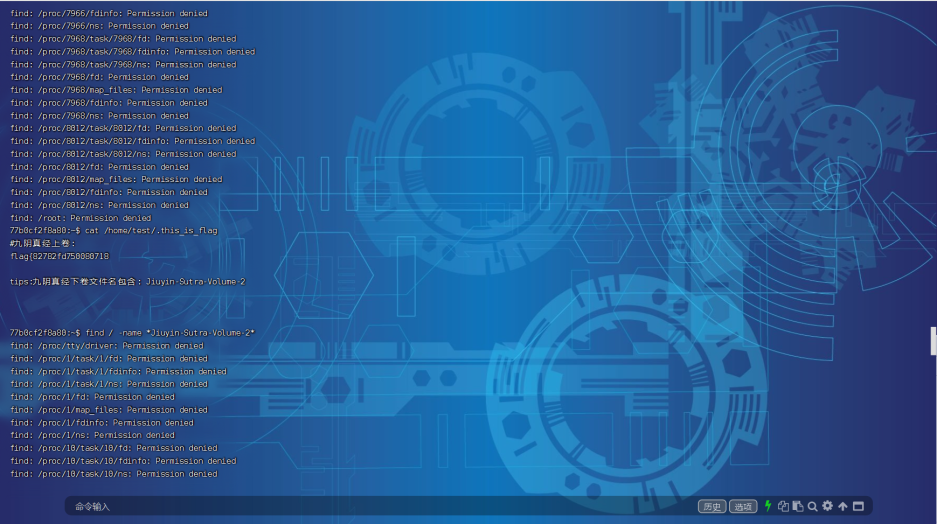 find: /proc/7966/fdinfo: Permission denied
find: /proc/7966/ns: Permission denied
find: /proc/7968/task/7968/fd: Permission denied
find: /proc/7968/task/7968/fdinfo: Permission denied
find: /proc/7968/task/7968/ns: Permission denied
find: /proc/7968/fd: Permission denied
find: /proc/7968/map_files: Permission denied
find: /proc/7968/fdinfo: Permission denied
find: /proc/7968/ns: Permission denied
find: /proc/8012/task/8012/fd: Permission denied
find: /proc/8012/task/8012/fdinfo: Permission denied
find: /proc/8012/task/8012/ns: Permission denied
find: /proc/8012/fd: Permission denied
find: /proc/8012/map_files: Permission denied
find: /proc/8012/fdinfo: Permission denied
find: /proc/8012/ns: Permission denied
find: /root: Permission denied
77b0cf2f8a80:~$ cat /home/test/.this_is_flag
#九阴真经上卷：
flag{82782fd750080718
tips:九阴真经下卷文件名包含：Jiuyin-Sutra-Volume-2
77b0cf2f8a80:~$ find / -name *Jiuyin-Sutra-Volume-2*
find: /proc/tty/driver: Permission denied
find: /proc/1/task/1/fd: Permission denied
find: /proc/1/task/1/fdinfo: Permission denied
find: /proc/1/task/1/ns: Permission denied
find: /proc/1/fd: Permission denied
find: /proc/1/map_files: Permission denied
find: /proc/1/fdinfo: Permission denied
find: /proc/1/ns: Permission denied
find: /proc/10/task/10/fd: Permission denied
find: /proc/10/task/10/fdinfo: Permission denied
find: /proc/10/task/10/ns: Permission denied
命令输入 历史 选项